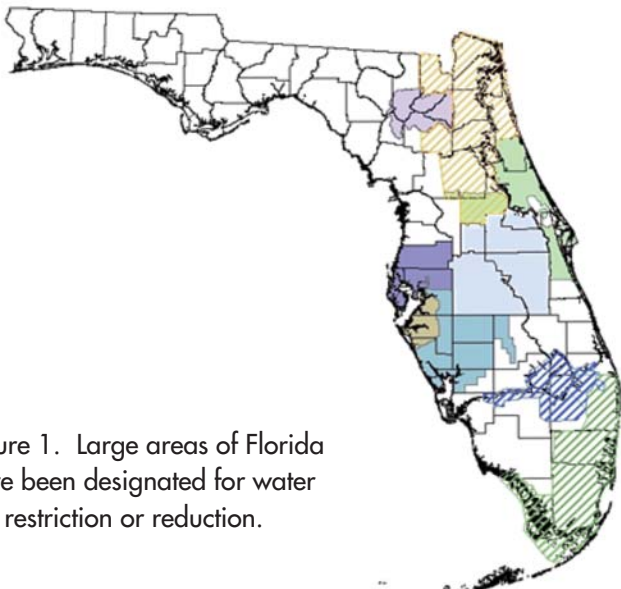 ure 1. Large areas of Florida
e been designated for water
restriction or reduction.